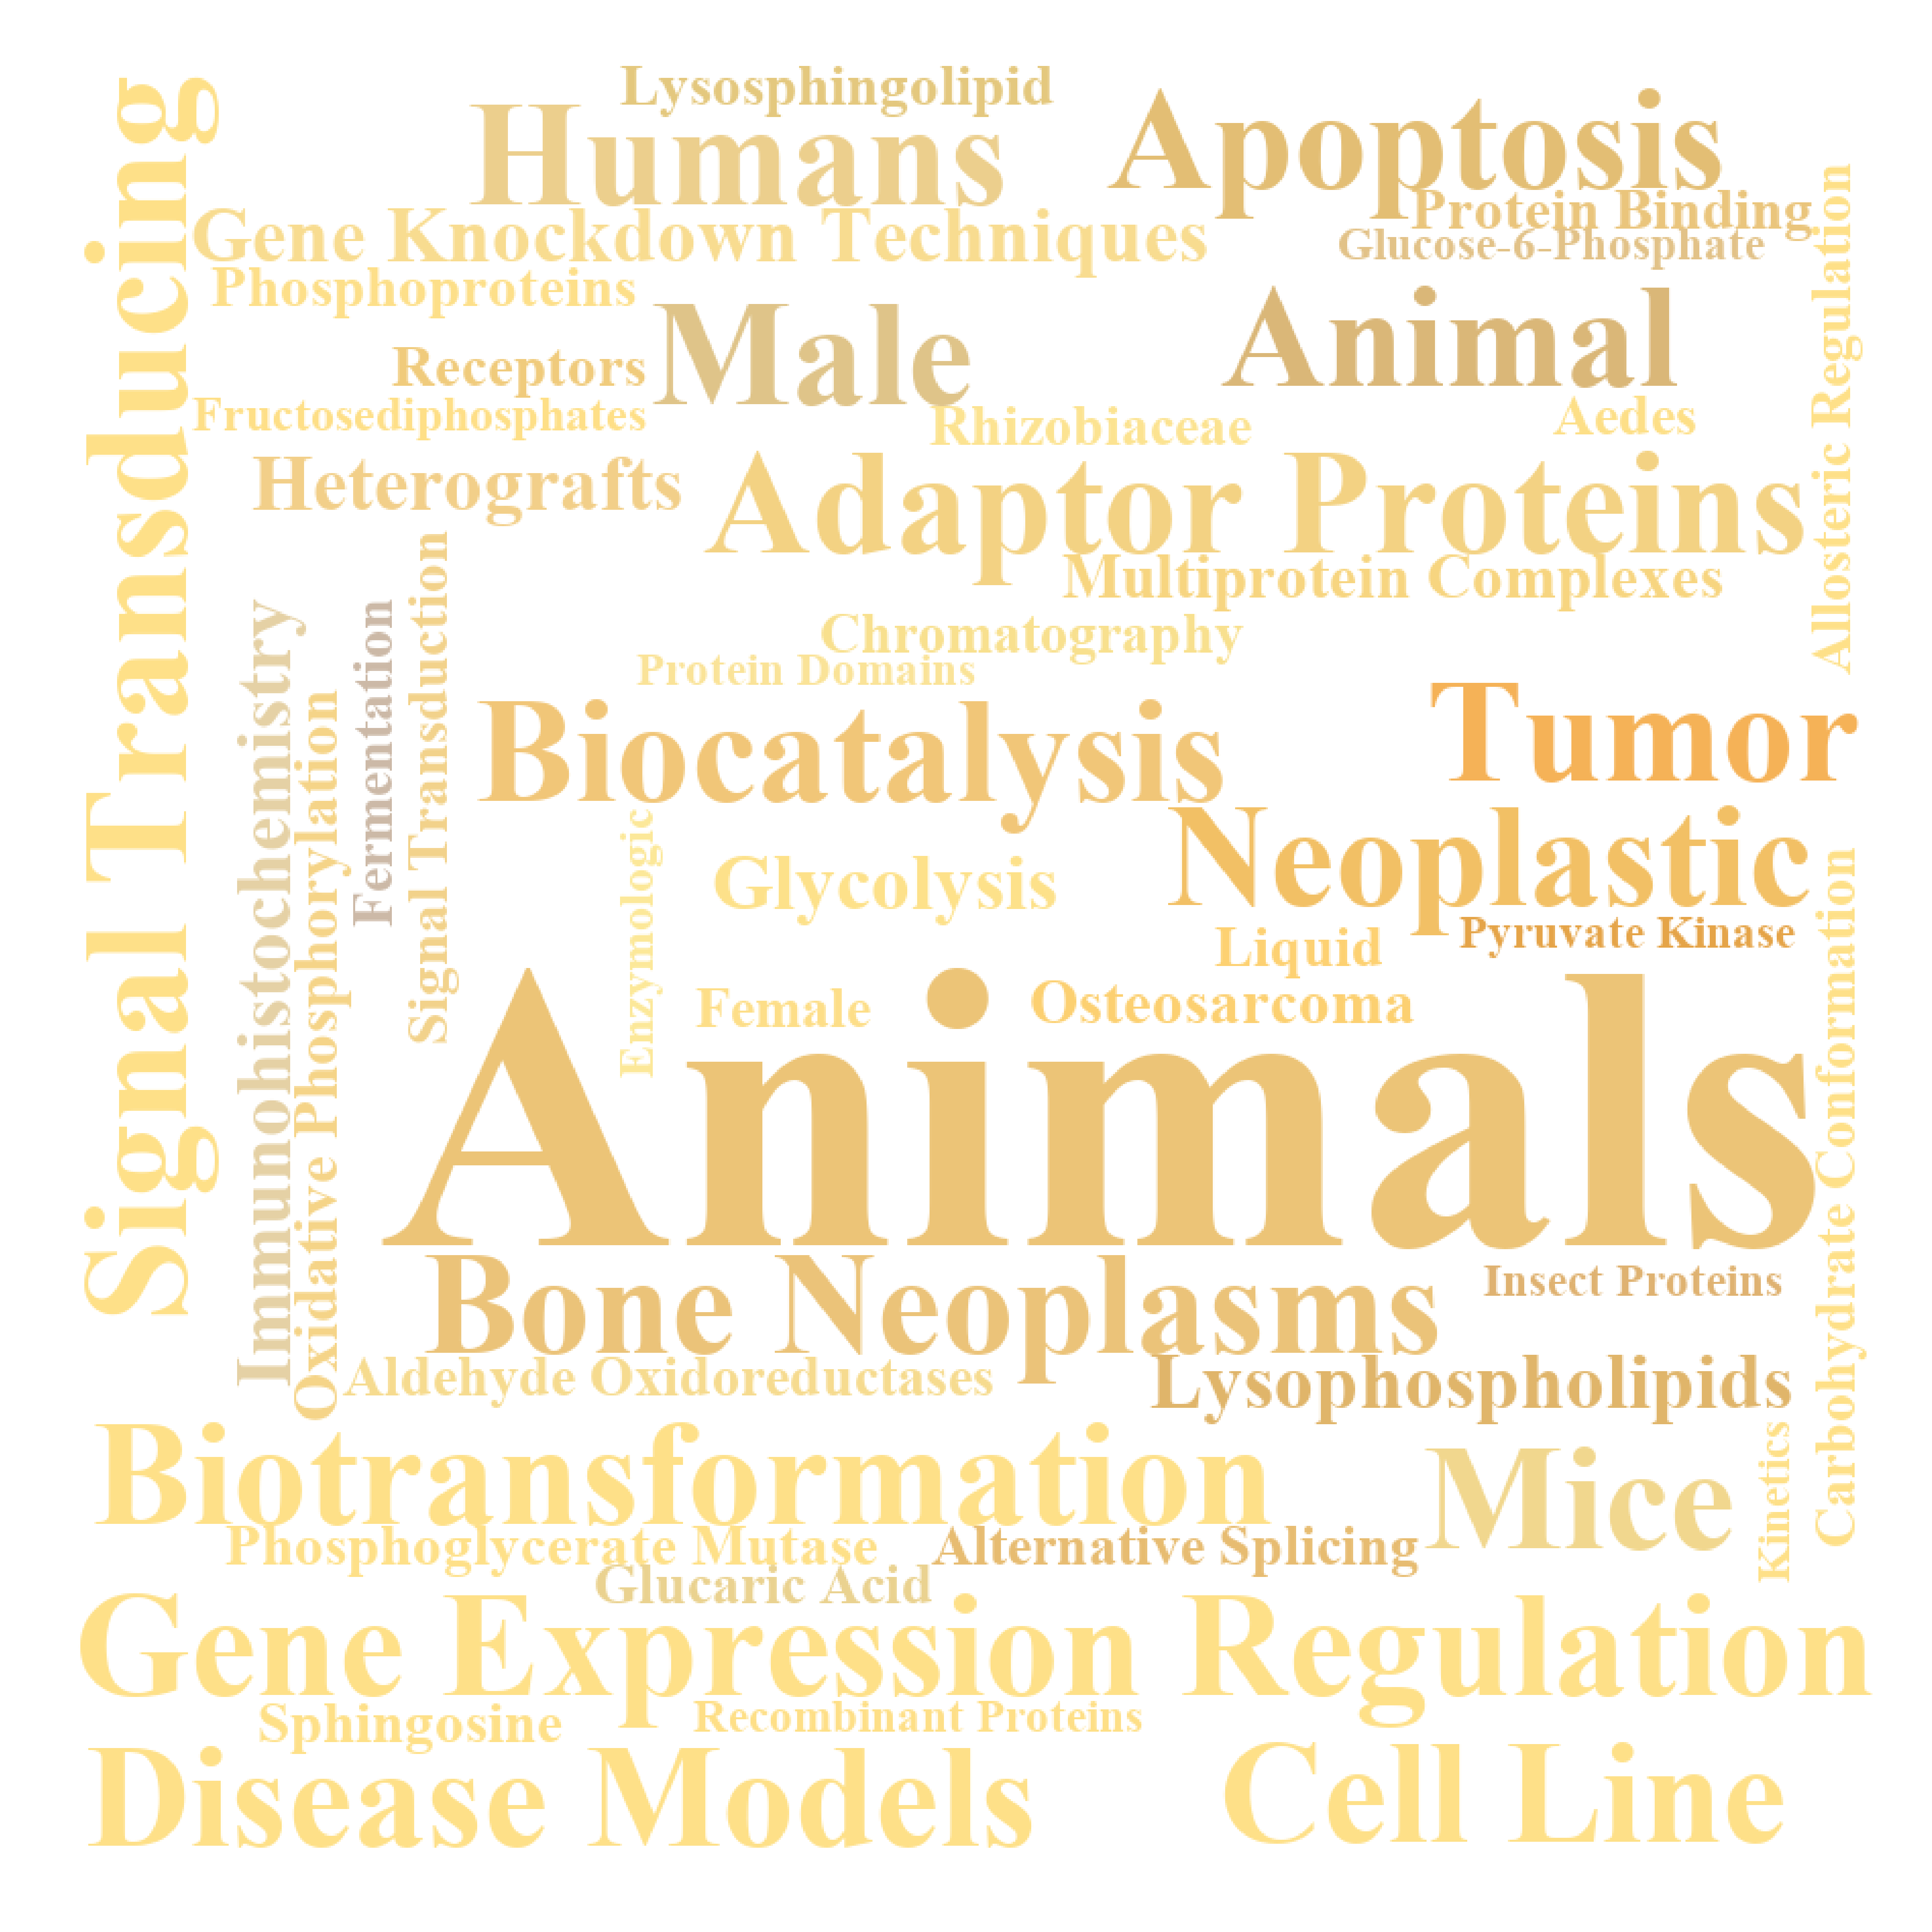 Lysosphingolipid
Humans
Apoptosis
Signal Transducing
Protein Binding
Gene Knockdown Techniques
Glucose-6-Phosphate
Allosteric Regulation
Phosphoproteins
Male
Animal
Receptors
Fructosediphosphates
Rhizobiaceae
Aedes
Heterografts
Adaptor Proteins
Multiprotein Complexes
Chromatography
Protein Domains
Immunohistochemistry
Oxidative Phosphorylation
Fermentation
Signal Transduction
Biocatalysis
Tumor
Neoplastic
Enzymologic
Glycolysis
Liquid
Pyruvate Kinase
Female
Osteosarcoma
Animals
Carbohydrate Conformation
Bone Neoplasms
Insect Proteins
Aldehyde Oxidoreductases
Lysophospholipids
Biotransformation
Mice
Kinetics
Phosphoglycerate Mutase
Alternative Splicing
Glucaric Acid
Gene Expression Regulation
Sphingosine
Recombinant Proteins
Disease Models
Cell Line